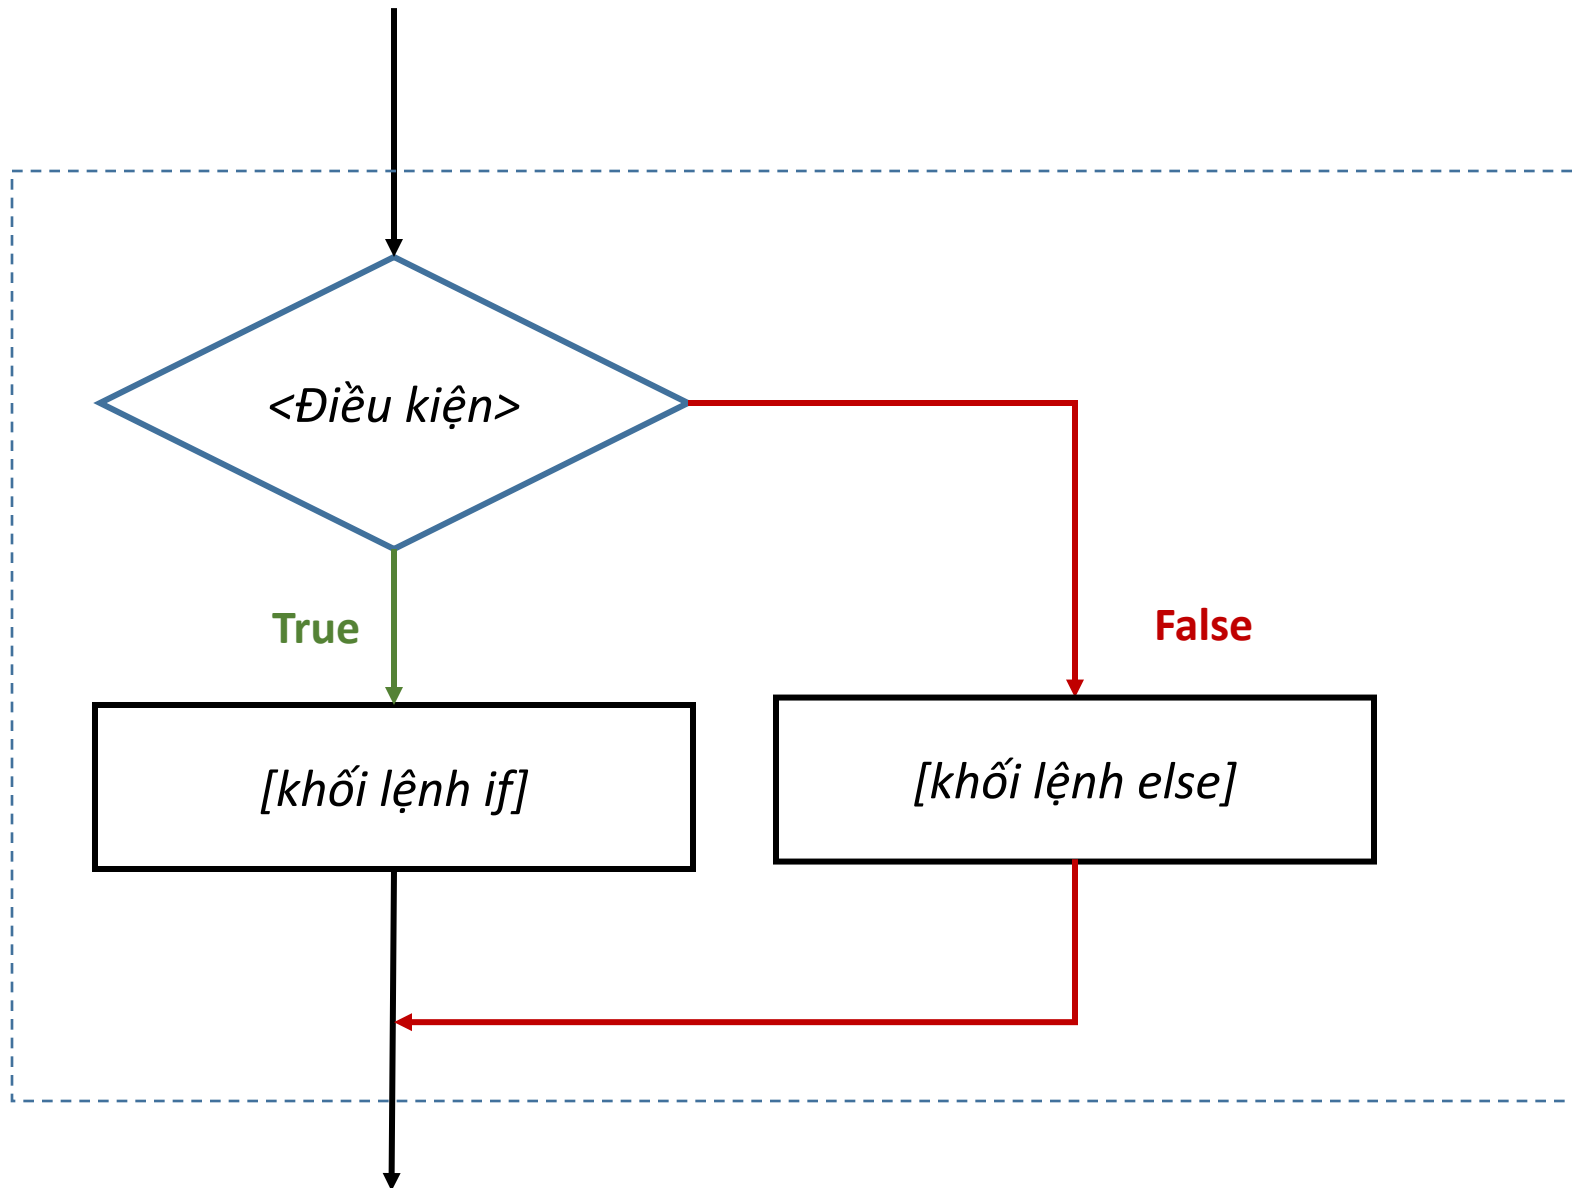 <Điều kiện>
True
False
[khối lệnh if]
[khối lệnh else]